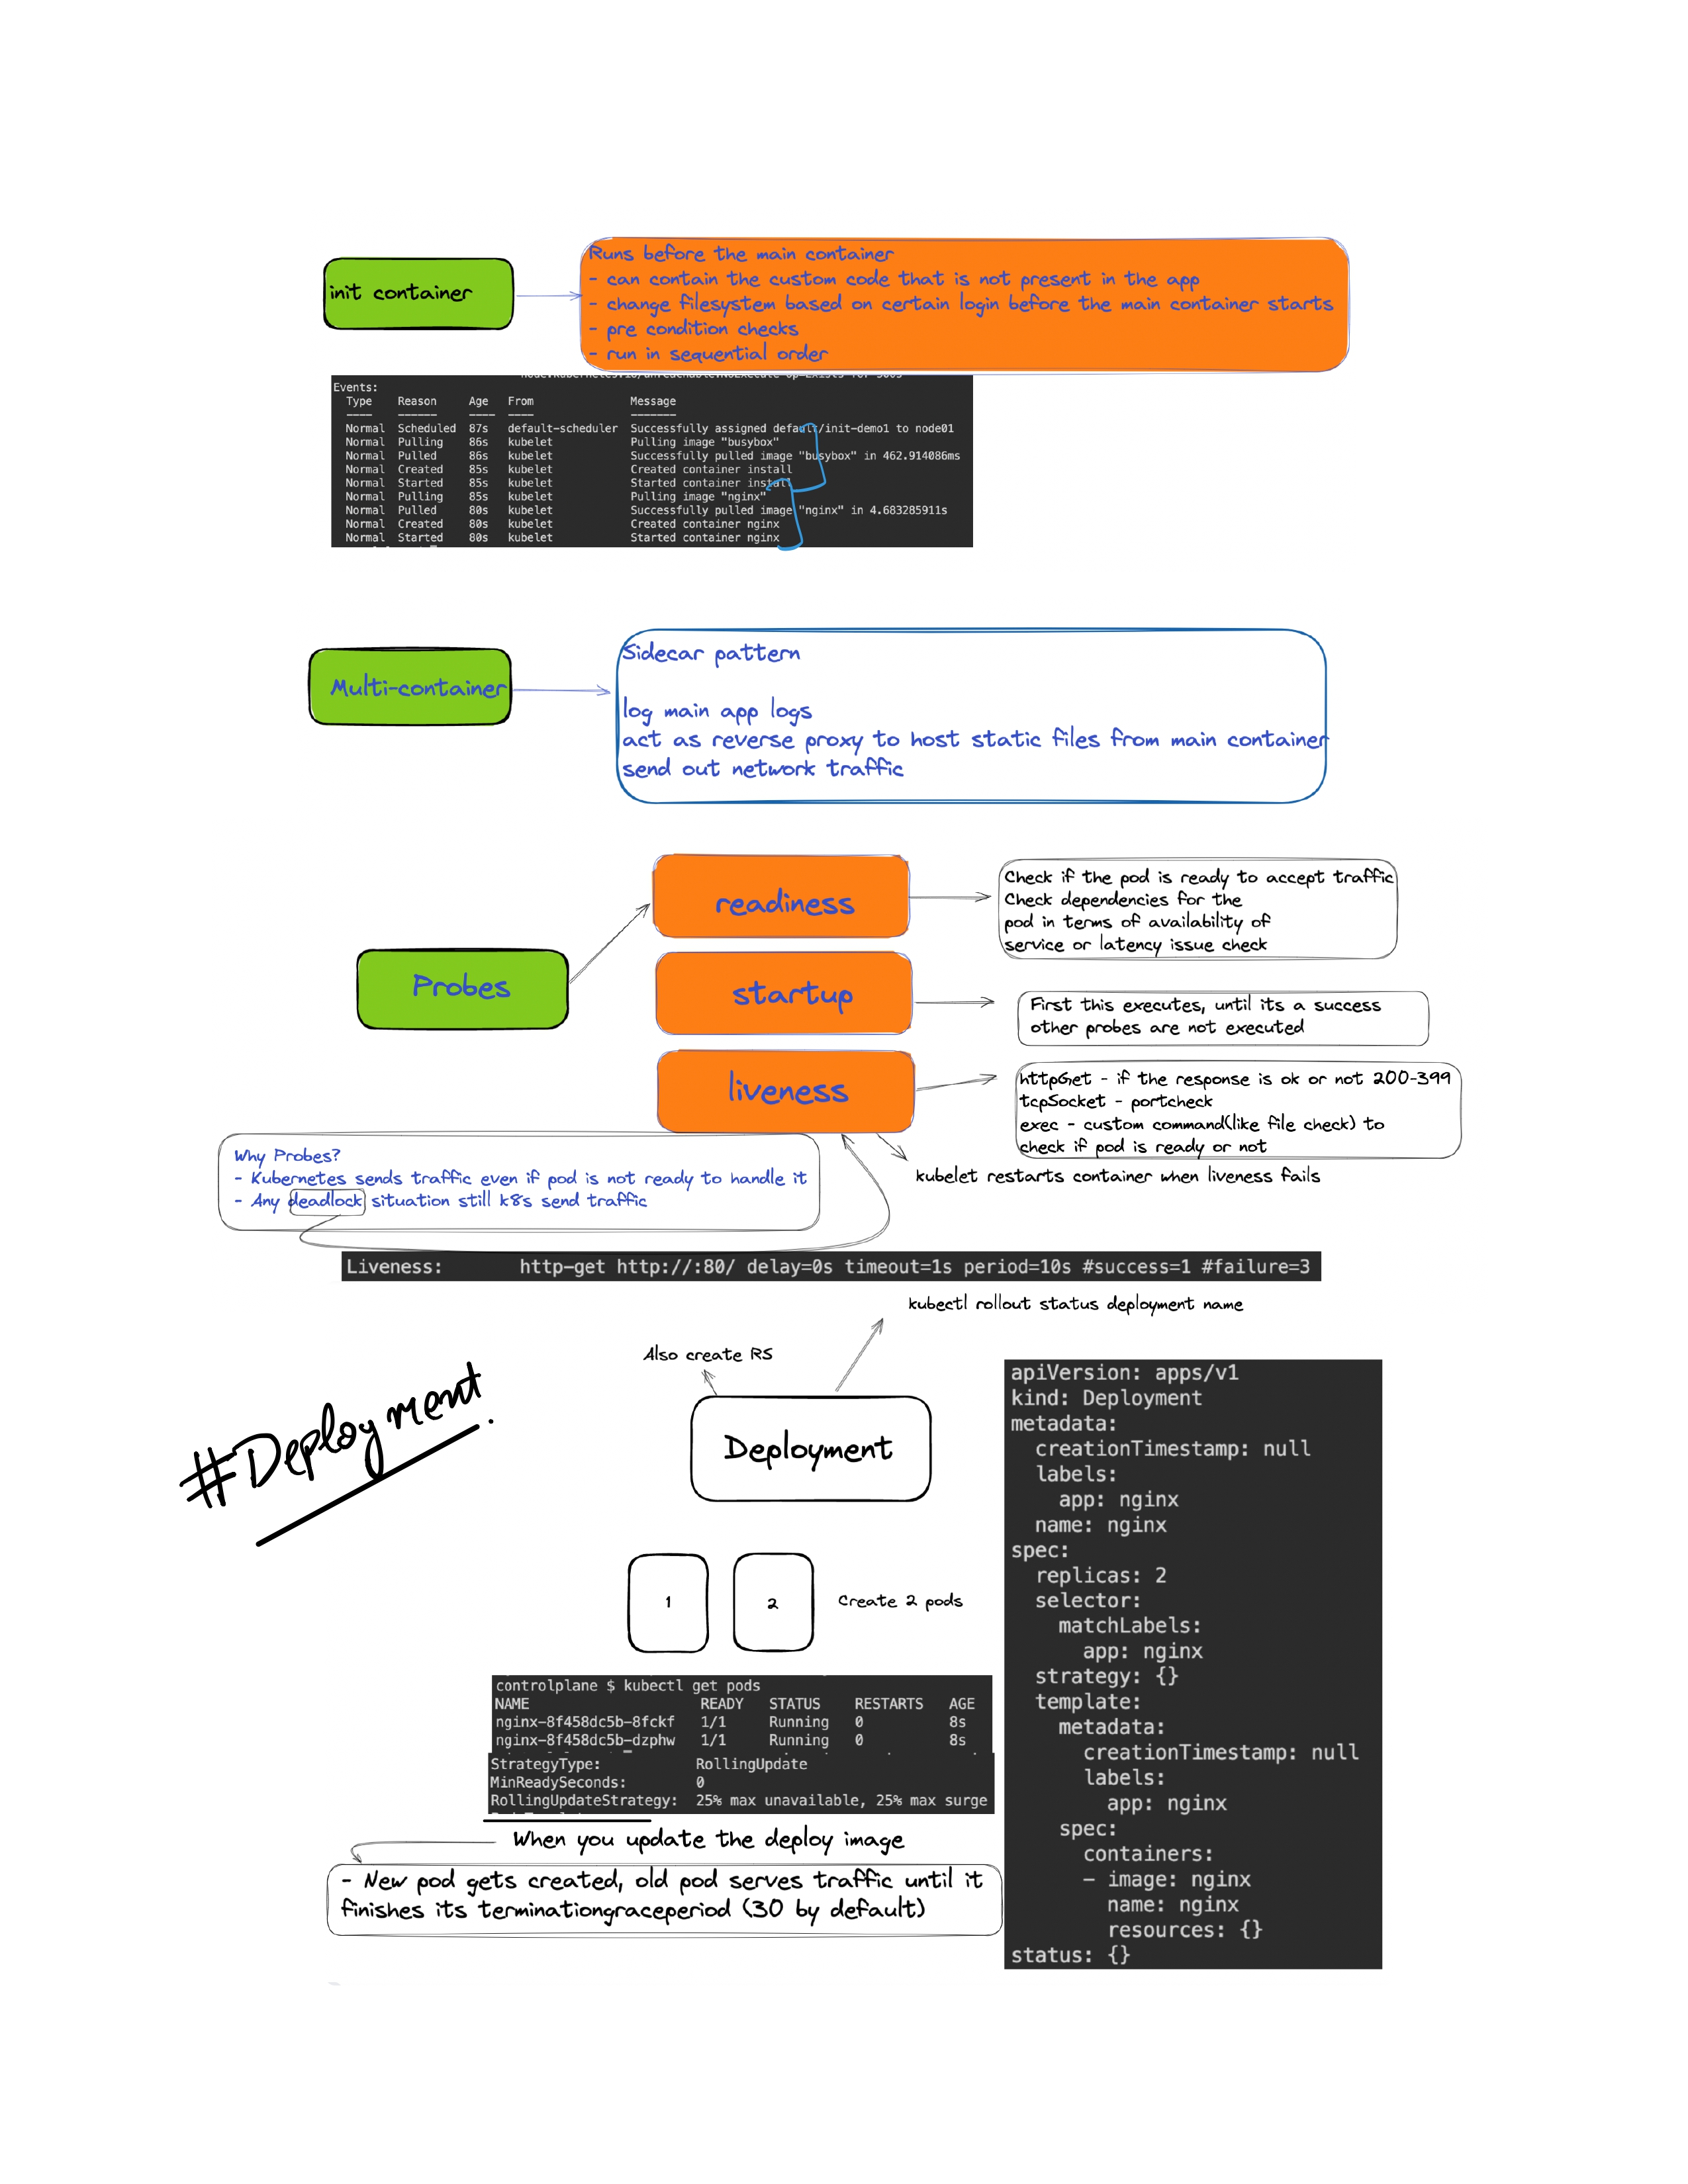 init container
Runs before the main container
- can contain the custom code that is not present in the app
- change filesystem based on certain login before the main container starts
- pre condition checks
- run in sequential order
Events:
Type Reason Age From Message
---- ------ ---- ---- -------
Normal Scheduled 87s default-scheduler Successfully assigned default/init-demo1 to node01
Normal Pulling 86s kubelet Pulling image "busybox"
Normal Pulled 86s kubelet Successfully pulled image "busybox" in 462.914086ms
Normal Created 85s kubelet Created container install
Normal Started 85s kubelet Started container install
Normal Pulling 85s kubelet Pulling image "nginx"
Normal Pulled 80s kubelet Successfully pulled image "nginx" in 4.683285911s
Normal Created 80s kubelet Created container nginx
Normal Started 80s kubelet Started container nginx
Multi-container
Sidecar pattern
log main app logs
act as reverse proxy to host static files from main container
send out network traffic
Probes
readiness
Check if the pod is ready to accept traffic
Check dependencies for the
pod in terms of availability of
service or latency issue check
startup
First this executes, until its a success
other probes are not executed
liveness
httpGet - if the response is ok or not 200-399
tcpSocket - portcheck
exec - custom command(like file check) to
check if pod is ready or not
kubelet restarts container when liveness fails
Why Probes?
- Kubernetes sends traffic even if pod is not ready to handle it
- Any deadlock situation still k8s send traffic
Liveness: http-get http://:80/ delay=0s timeout=1s period=10s #success=1 #failure=3
kubectl rollout status deployment name
Also create RS
#Deployment.
Deployment
1
2
Create 2 pods
controlplane $ kubectl get pods
NAME READY STATUS RESTARTS AGE
nginx-8f458dc5b-8fckf 1/1 Running 0 8s
nginx-8f458dc5b-dzphw 1/1 Running 0 8s
StrategyType: RollingUpdate
MinReadySeconds: 0
RollingUpdateStrategy: 25% max unavailable, 25% max surge
When you update the deploy image
- New pod gets created, old pod serves traffic until it
finishes its terminationgraceperiod (30 by default)
apiVersion: apps/v1
kind: Deployment
metadata:
  creationTimestamp: null
  labels:
    app: nginx
  name: nginx
spec:
  replicas: 2
  selector:
    matchLabels:
      app: nginx
  strategy: {}
  template:
    metadata:
      creationTimestamp: null
      labels:
        app: nginx
    spec:
      containers:
      - image: nginx
        name: nginx
        resources: {}
status: {}